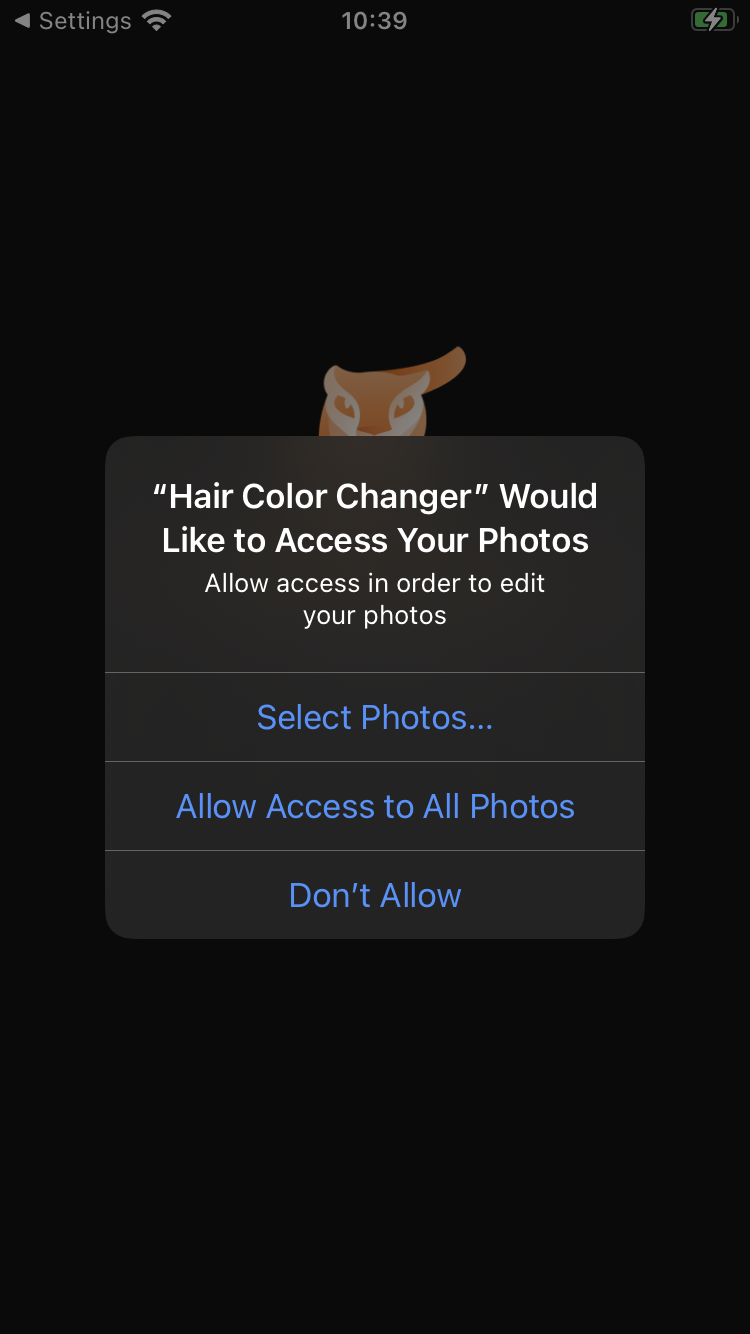 ◀ Settings 10:39
“Hair Color Changer” Would
Like to Access Your Photos
Allow access in order to edit
your photos
Select Photos...
Allow Access to All Photos
Don’t Allow